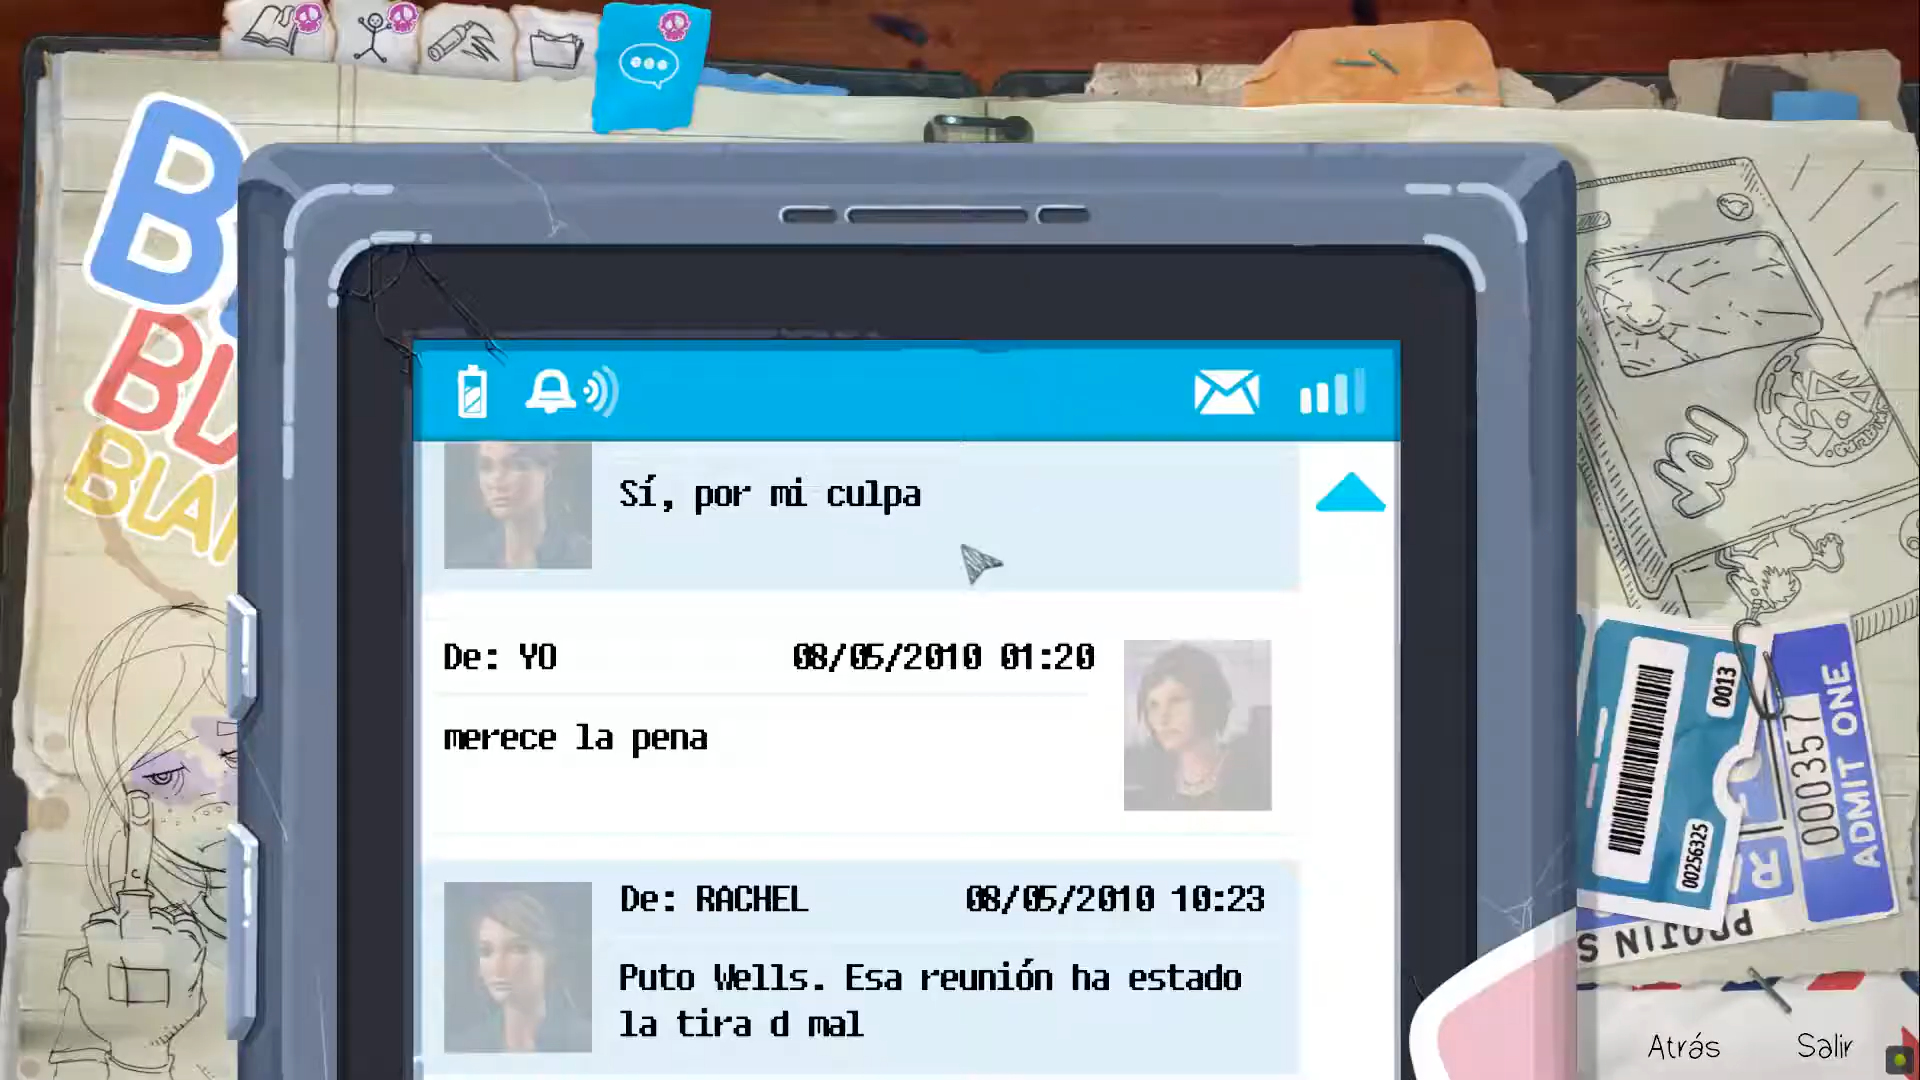 BLA
Sí, por mi culpa
De: YO 08/05/2010 01:20
merece la pena
De: RACHEL 08/05/2010 10:23
Puto Wells. Esa reunión ha estado
la tira d mal
0013
00256325
000357
ADMIT ONE
Atrás
Salir